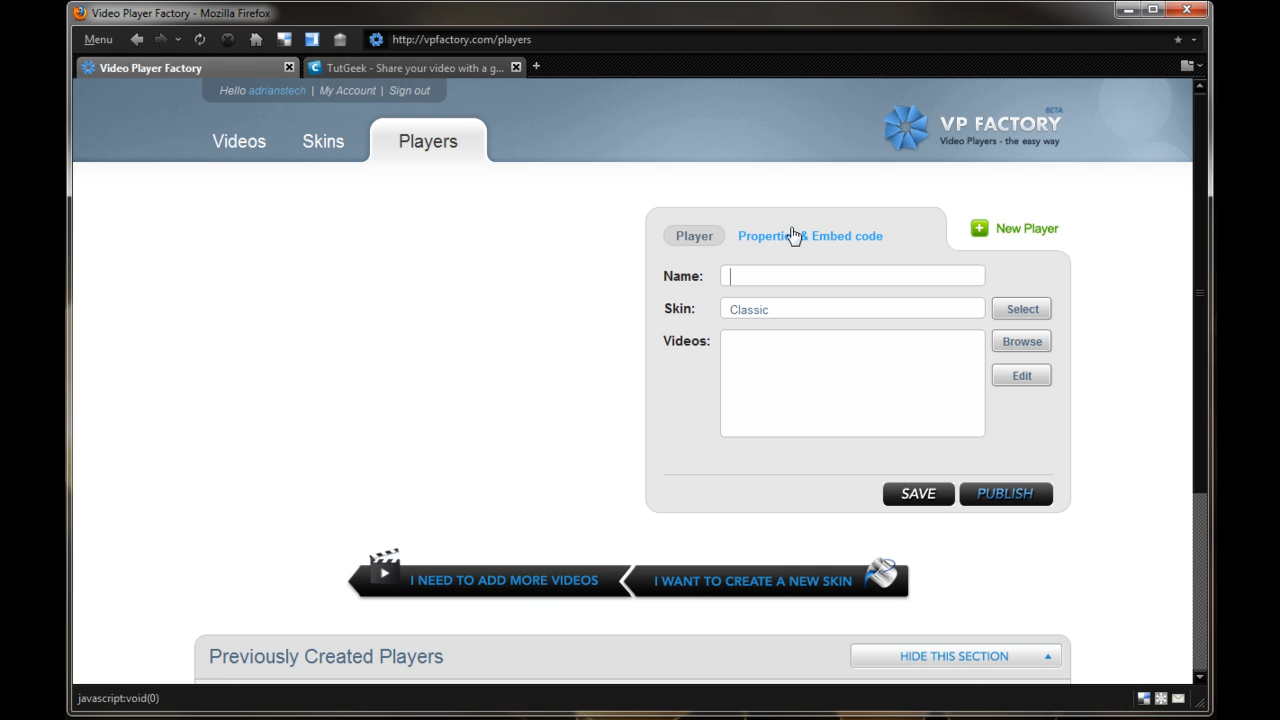 Video Player Factory - Mozilla Firefox
Menu
http://vpfactory.com/players
Video Player Factory
TutGeek - Share your video with a g...
Hello adrianstech | My Account | Sign out
Videos
Skins
Players
BETA
VP FACTORY
Video Players - the easy way
Player
Properti & Embed code
New Player
Name:
Skin:
Classic
Select
Videos:
Browse
Edit
SAVE
PUBLISH
I NEED TO ADD MORE VIDEOS
I WANT TO CREATE A NEW SKIN
Previously Created Players
HIDE THIS SECTION
javascript:void(0)